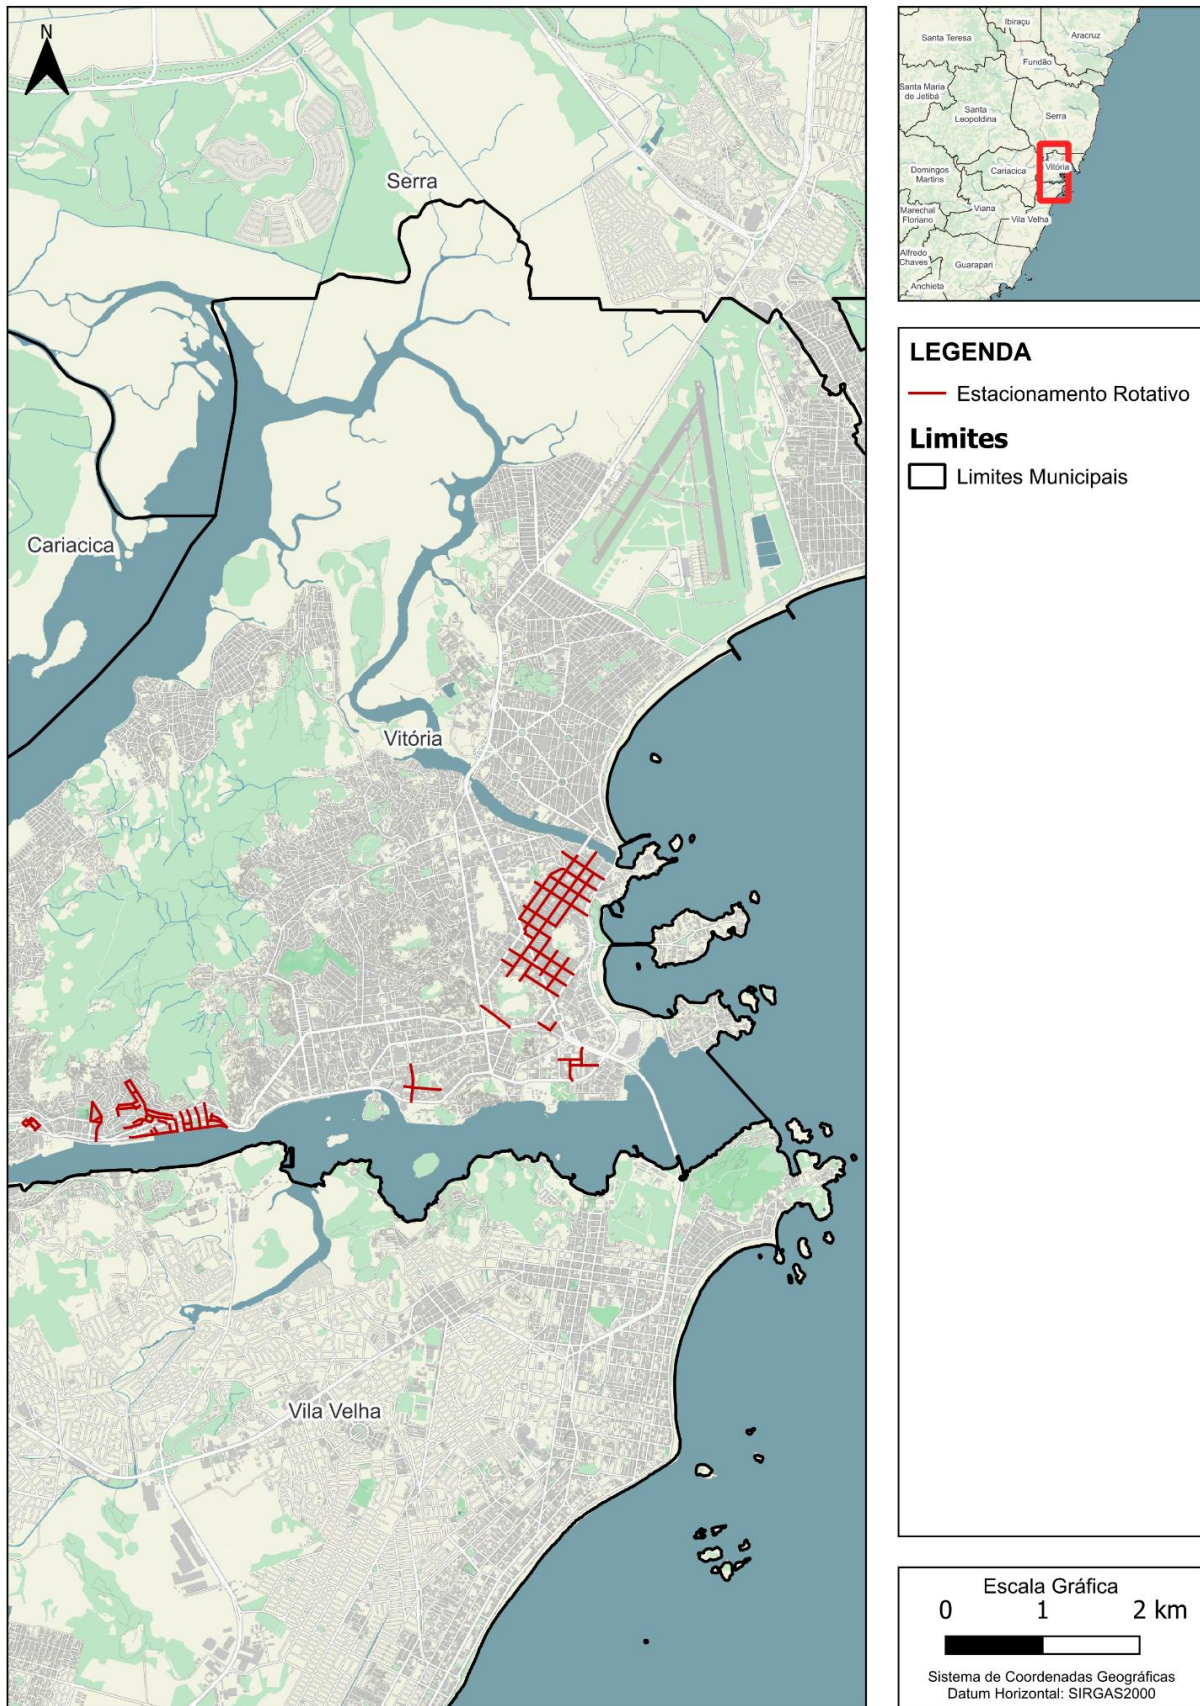 N
Serra
Cariacica
Vitória
Vila Velha
Ibiraçu
Santa Teresa
Aracruz
Fundão
Santa Maria
de Jetibá
Santa
Leopoldina
Serra
Domingos
Martins
Cariacica
Vitória
Viana
Marechal
Floriano
Vila Velha
Alfredo
Chaves
Guarapari
Anchieta
LEGENDA
Estacionamento Rotativo
Limites
Limites Municipais
Escala Gráfica
0 1 2 km
Sistema de Coordenadas Geográficas
Datum Horizontal: SIRGAS2000